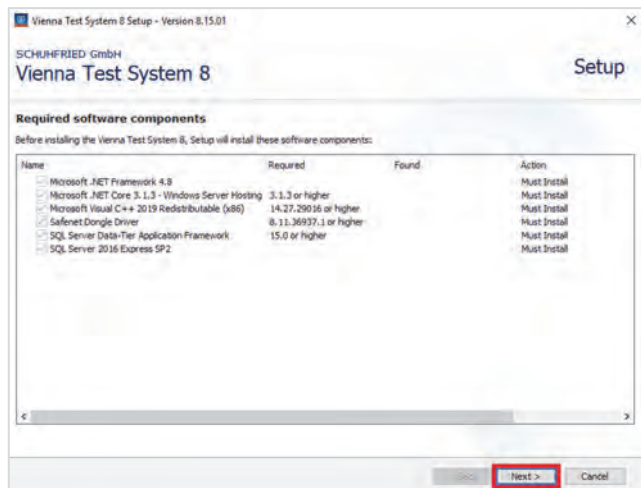 Vienna Test System 8 Setup - Version 8.15.01
SCHUHFRIED GmbH
Vienna Test System 8
Setup
Required software components
Before installing the Vienna Test System 8, Setup will install these software components:
Name Required Found Action
Microsoft .NET Framework 4.8 Must Install
Microsoft .NET Core 3.1.3 - Windows Server Hosting 3.1.3 or higher Must Install
Microsoft Visual C++ 2019 Redistributable (x86) 14.27.29016 or higher Must Install
Safenet Dongle Driver 8.11.36937.1 or higher Must Install
SQL Server Data-Tier Application Framework 15.0 or higher Must Install
SQL Server 2016 Express SP2 Must Install
Next > Cancel